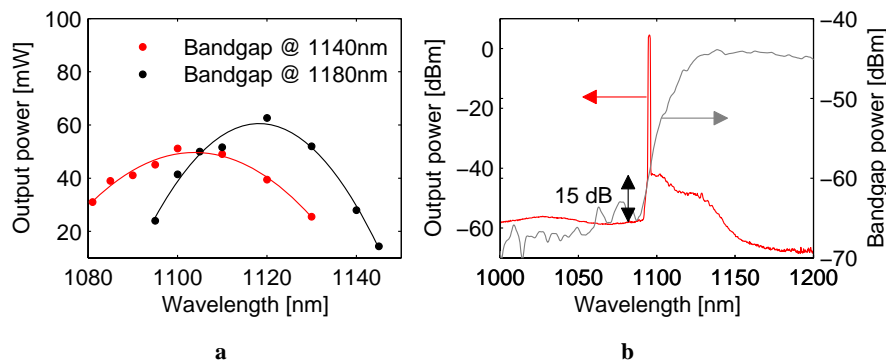 100
80
60
40
20
1080
1100
1120
1140
Output power [mW]
Wavelength [nm]
Bandgap @ 1140nm
Bandgap @ 1180nm
a
0
−20
−40
−60
1000
1050
1100
1150
1200
−40
−50
−60
−70
Output power [dBm]
Bandgap power [dBm]
Wavelength [nm]
15 dB
b